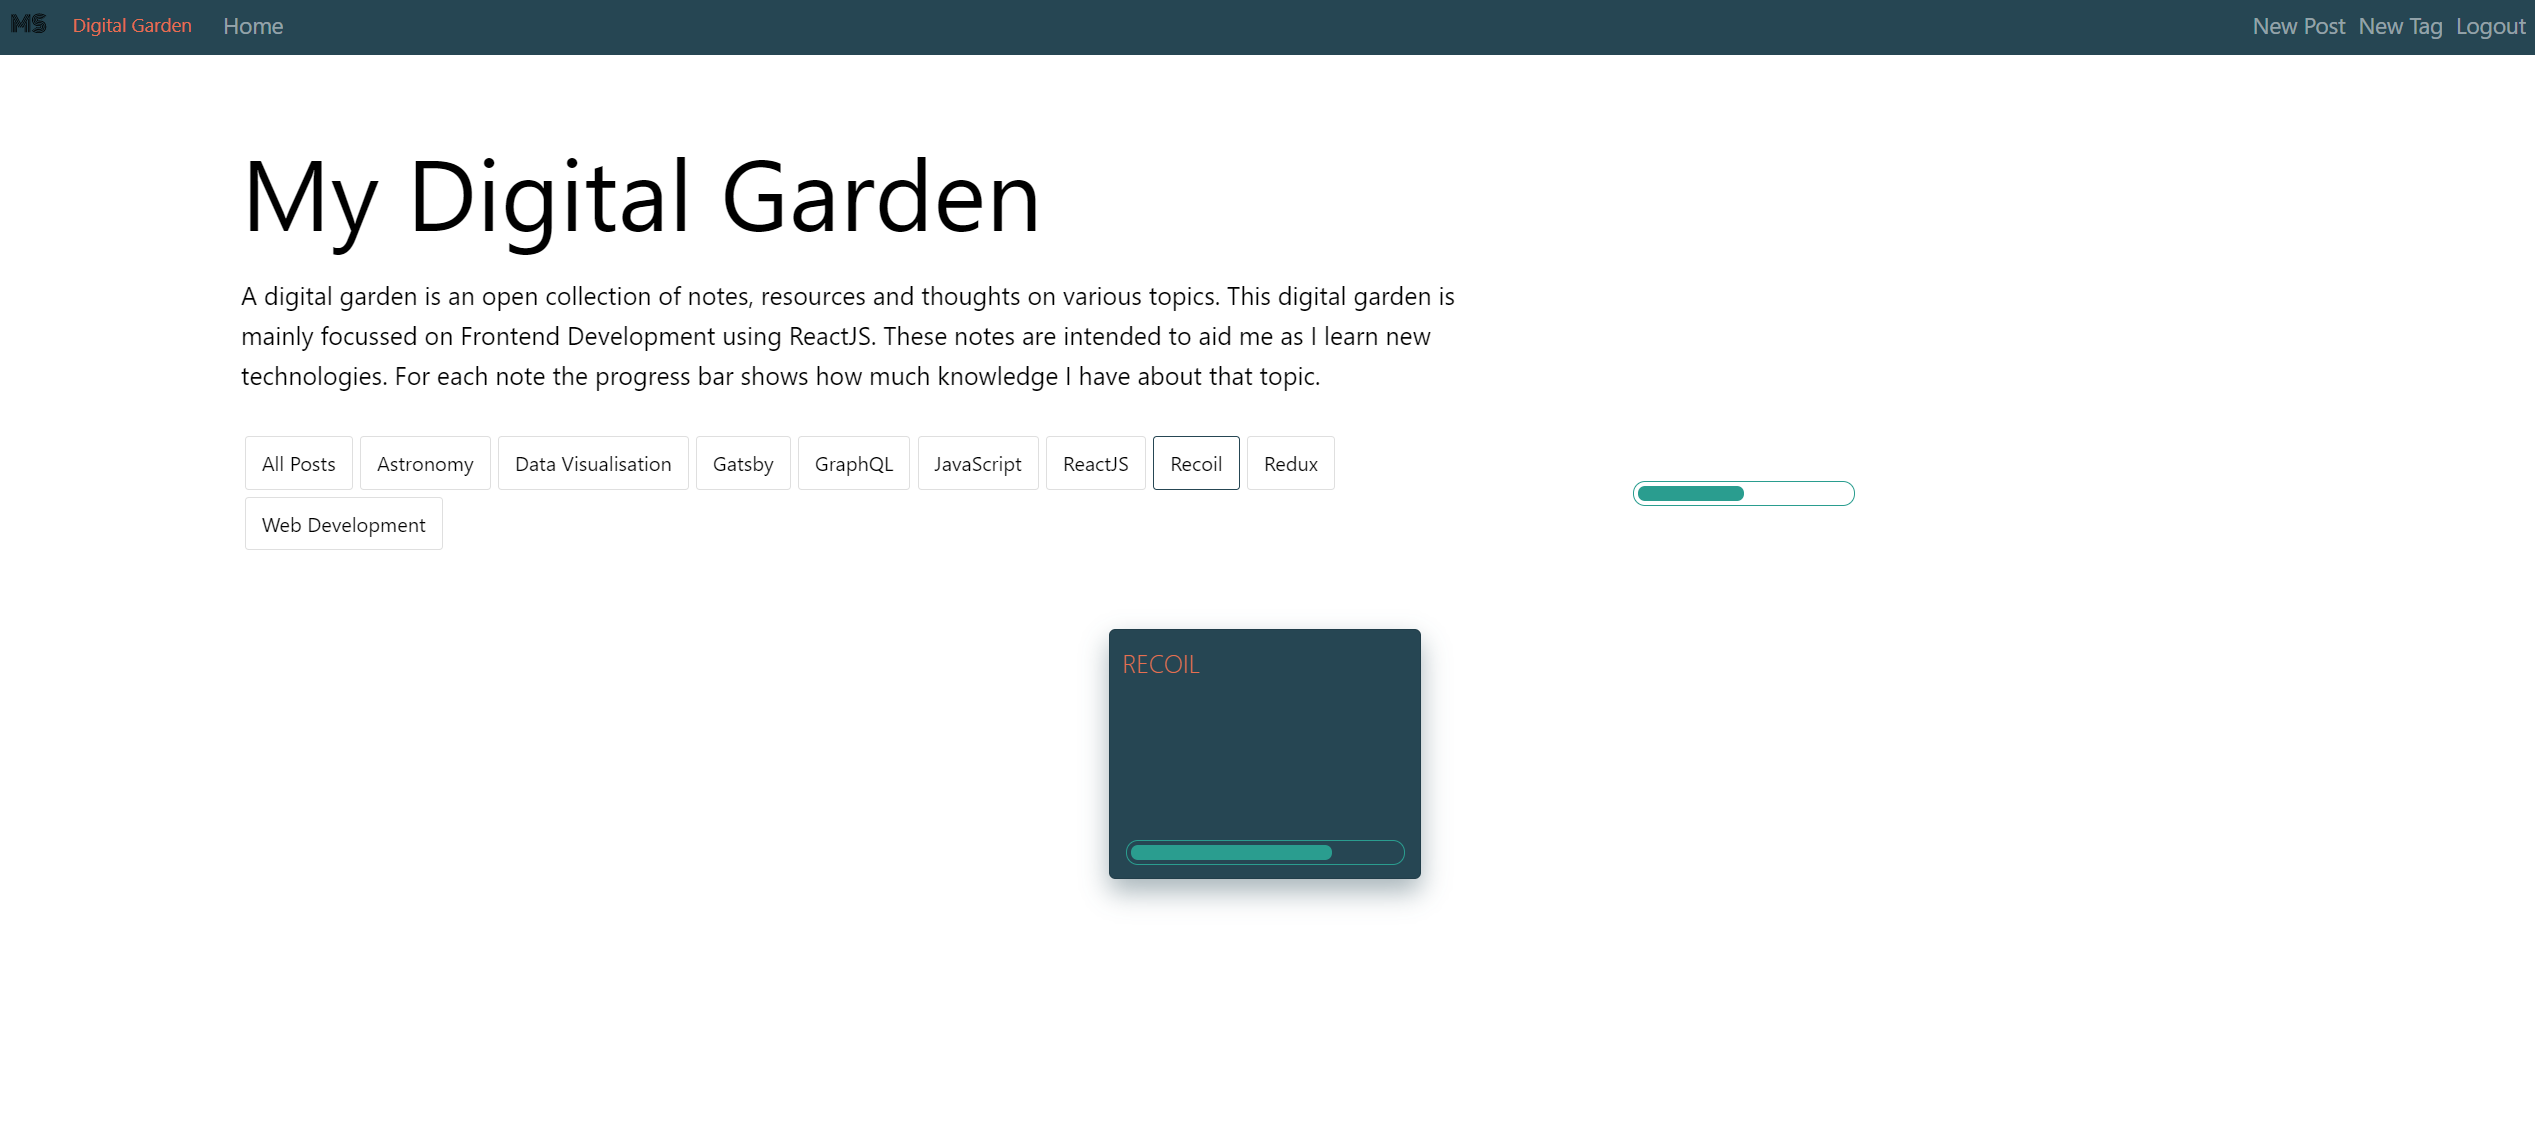 MS Digital Garden Home New Post New Tag Logout
My Digital Garden
A digital garden is an open collection of notes, resources and thoughts on various topics. This digital garden is
mainly focussed on Frontend Development using ReactJS. These notes are intended to aid me as I learn new
technologies. For each note the progress bar shows how much knowledge I have about that topic.
All Posts Astronomy Data Visualisation Gatsby GraphQL JavaScript ReactJS Recoil Redux
Web Development
RECOIL